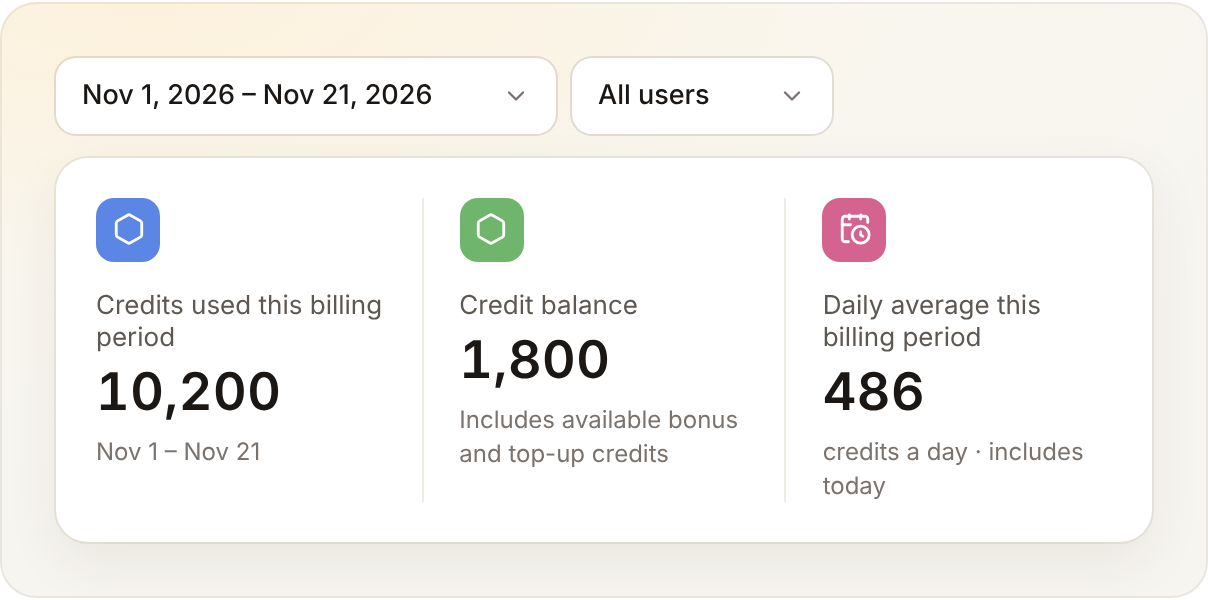 Nov 1, 2026 – Nov 21, 2026
All users
Credits used this billing
period
10,200
Nov 1 – Nov 21
Credit balance
1,800
Includes available bonus
and top-up credits
Daily average this
billing period
486
credits a day · includes
today